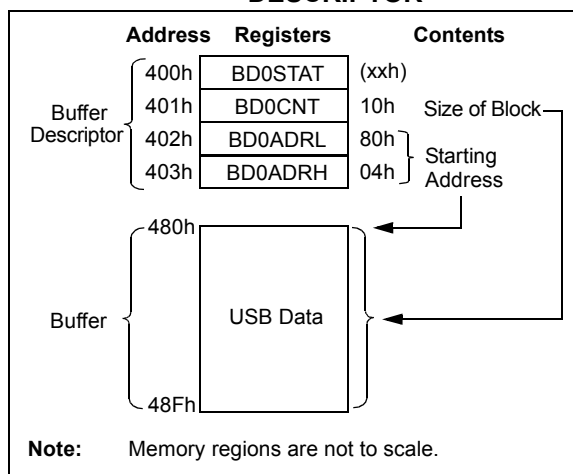 DESCRIPTOR
Address Registers Contents
400h BD0STAT (xxh)
401h BD0CNT 10h Size of Block
Buffer Descriptor
402h BD0ADRL 80h
403h BD0ADRH 04h
Starting Address
480h
Buffer USB Data
48Fh
Note: Memory regions are not to scale.